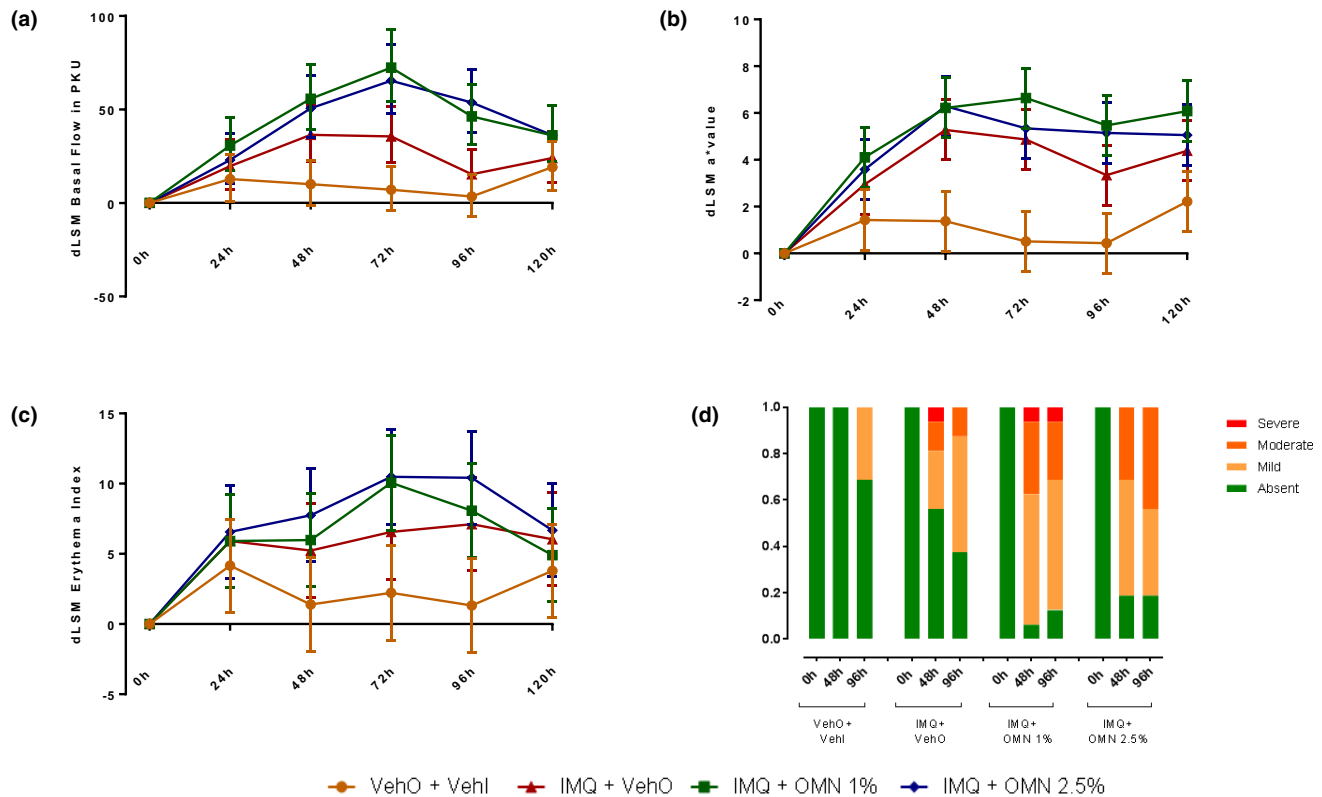 (a)
dLSM Basal Flow in PKU
100
50
0
-50
0h
24h
48h
72h
96h
120h
(b)
dLSM a*value
10
8
6
4
2
0
-2
0h
24h
48h
72h
96h
120h
(c)
dLSM Erythema Index
15
10
5
0
-5
0h
24h
48h
72h
96h
120h
(d)
1.0
0.8
0.6
0.4
0.2
0.0
0h
48h
96h
0h
48h
96h
0h
48h
96h
0h
48h
96h
VehO +
VehI
IMQ+
VehO
IMQ+
OMN 1%
IMQ+
OMN 2.5%
Severe
Moderate
Mild
Absent
VehO + VehI
IMQ + VehO
IMQ + OMN 1%
IMQ + OMN 2.5%